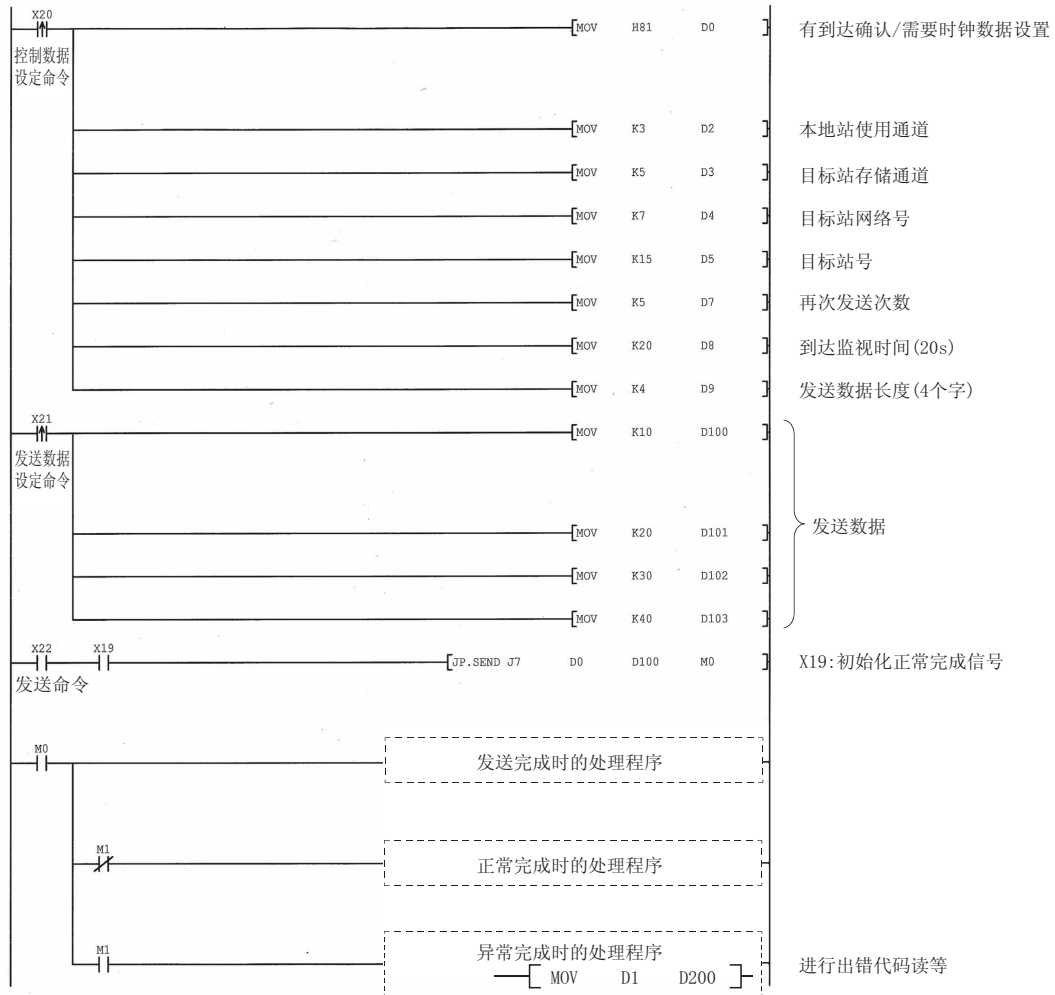 X20
MOV H81 D0 有到达确认/需要时钟数据设置
控制数据
设定命令
MOV K3 D2 本地站使用通道
MOV K5 D3 目标站存储通道
MOV K7 D4 目标站网络号
MOV K15 D5 目标站号
MOV K5 D7 再次发送次数
MOV K20 D8 到达监视时间(20s)
MOV K4 D9 发送数据长度(4个字)
X21
MOV K10 D100
发送数据
设定命令
发送数据
MOV K20 D101
MOV K30 D102
MOV K40 D103
X22 X19
JP.SEND J7 D0 D100 M0 X19:初始化正常完成信号
发送命令
M0
发送完成时的处理程序
M1
正常完成时的处理程序
M1
异常完成时的处理程序
MOV D1 D200 进行出错代码读等